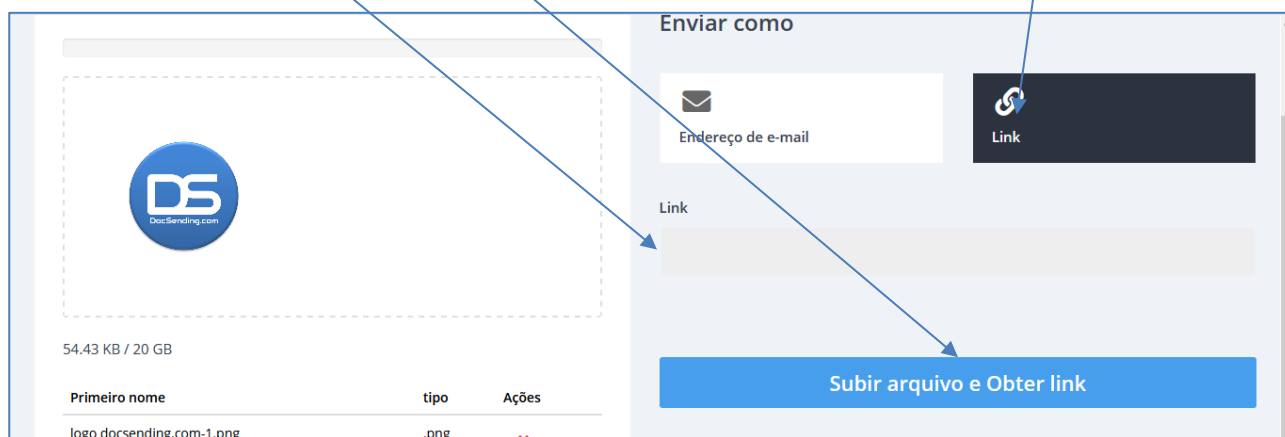 DS
DocSending.com
54.43 KB / 20 GB
Primeiro nome tipo Ações
logo docsending.com-1.png .png
Enviar como
Endereço de e-mail
Link
Link
Subir arquivo e Obter link